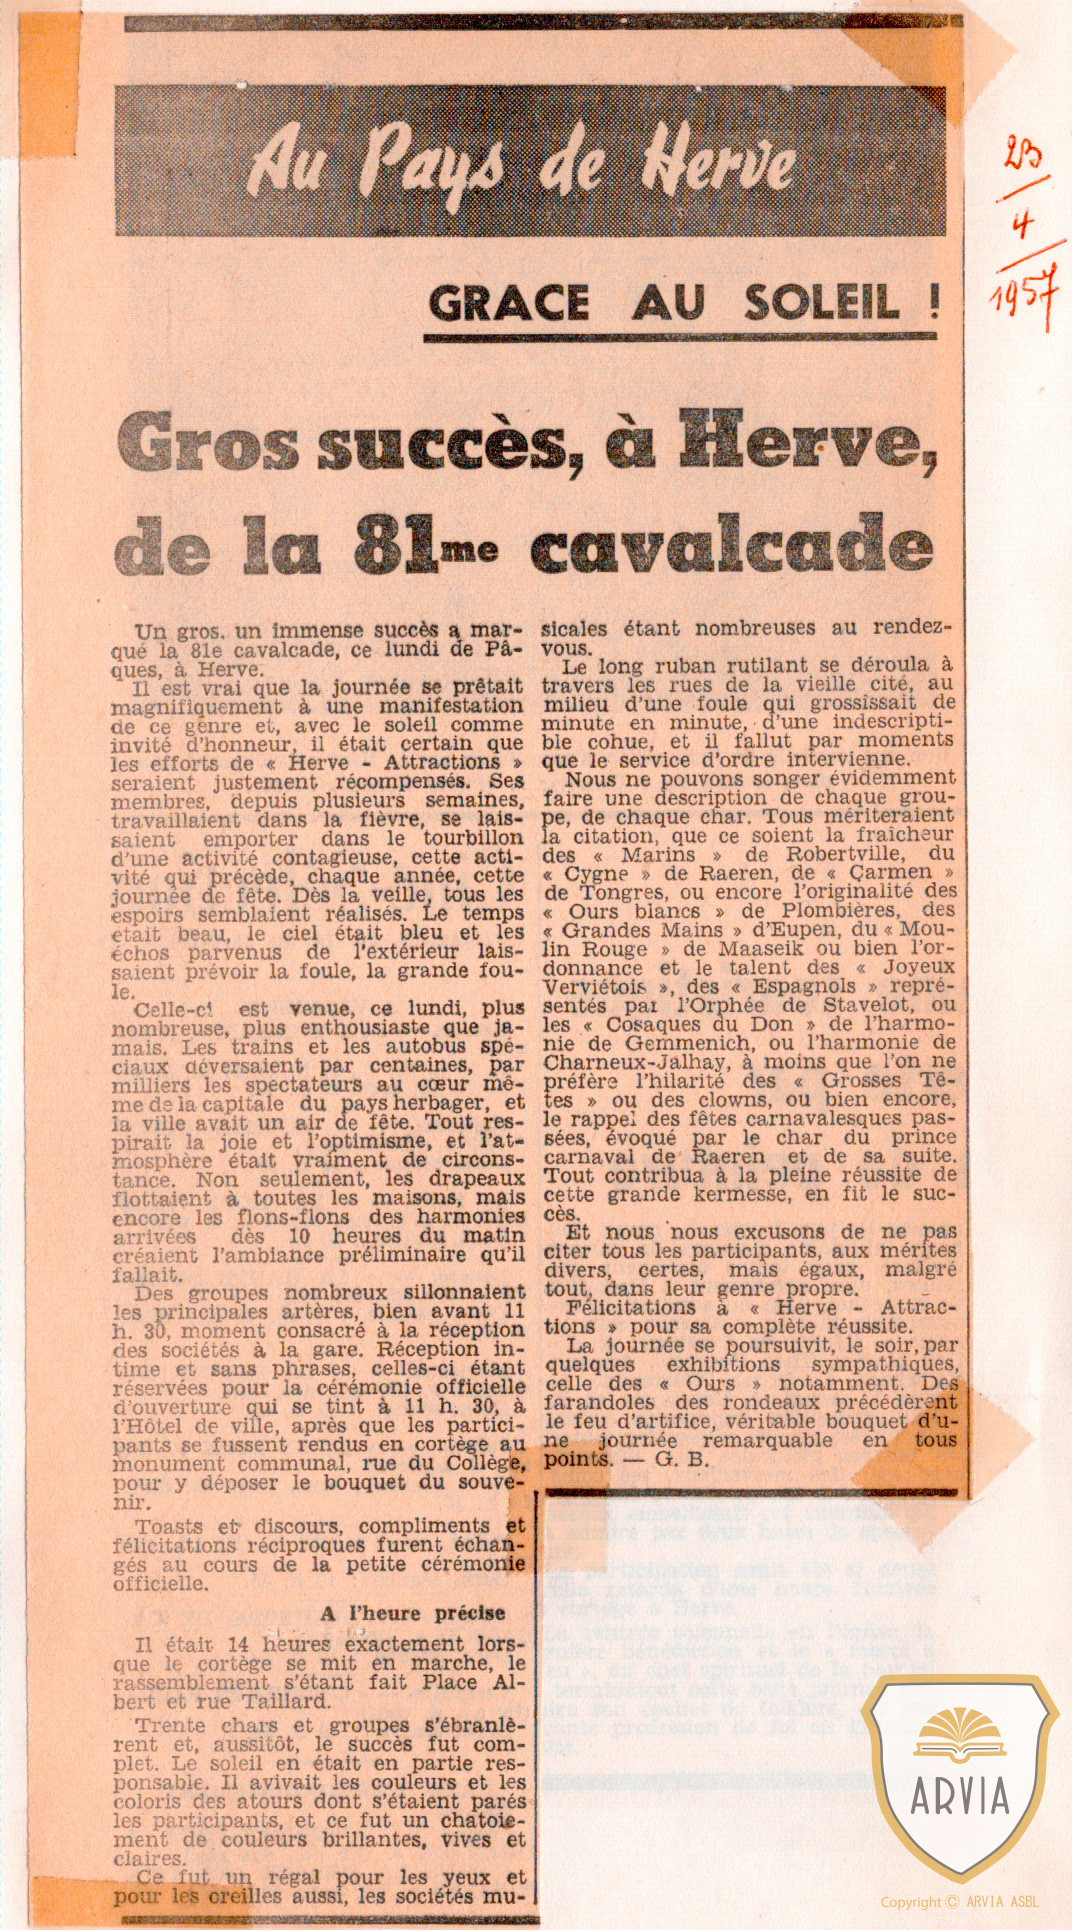 Au Pays de Herve
23
/
4
/
1957
GRACE AU SOLEIL !
Gros succès, à Herve,
de la 81me cavalcade
Un gros, un immense succès a mar-
qué la 81e cavalcade, ce lundi de Pâ-
ques, à Herve.
Il est vrai que la journée se prêtait
magnifiquement à une manifestation
de ce genre et, avec le soleil comme
invité d'honneur, il était certain que
les efforts de « Herve - Attractions »
seraient justement récompensés. Ses
membres, depuis plusieurs semaines,
travaillaient dans la fièvre, se lais-
saient emporter dans le tourbillon
d'une activité contagieuse, cette acti-
vité qui précède, chaque année, cette
journée de fête. Dès la veille, tous les
espoirs semblaient réalisés. Le temps
était beau, le ciel était bleu et les
échos parvenus de l'extérieur lais-
saient prévoir la foule, la grande fou-
le.
Celle-ci est venue, ce lundi, plus
nombreuse, plus enthousiaste que ja-
mais. Les trains et les autobus spé-
ciaux déversaient par centaines, par
milliers les spectateurs au cœur mê-
me de la capitale du pays herbager, et
la ville avait un air de fête. Tout res-
pirait la joie et l'optimisme, et l'at-
mosphère était vraiment de circons-
tance. Non seulement, les drapeaux
flottaient à toutes les maisons, mais
encore les flons-flons des harmonies
arrivées dès 10 heures du matin
créaient l'ambiance préliminaire qu'il
fallait.
Des groupes nombreux sillonnaient
les principales artères, bien avant 11
h. 30, moment consacré à la réception
des sociétés à la gare. Réception in-
time et sans phrases, celles-ci étant
réservées pour la cérémonie officielle
d'ouverture qui se tint à 11 h. 30, à
l'Hôtel de ville, après que les partici-
pants se fussent rendus en cortège au
monument communal, rue du Collège,
pour y déposer le bouquet du souve-
nir.
Toasts et discours, compliments et
félicitations réciproques furent échan-
gés au cours de la petite cérémonie
officielle.
A l'heure précise
Il était 14 heures exactement lors-
que le cortège se mit en marche, le
rassemblement s'étant fait Place Al-
bert et rue Taillard.
Trente chars et groupes s'ébranlè-
rent et, aussitôt, le succès fut com-
plet. Le soleil en était en partie res-
ponsable. Il avivait les couleurs et les
coloris des atours dont s'étaient parés
les participants, et ce fut un chatoie-
ment de couleurs brillantes, vives et
claires.
Ce fut un régal pour les yeux et
pour les oreilles aussi, les sociétés mu-
sicales étant nombreuses au rendez-
vous.
Le long ruban rutilant se déroula à
travers les rues de la vieille cité, au
milieu d'une foule qui grossissait de
minute en minute, d'une indescripti-
ble cohue, et il fallut par moments
que le service d'ordre intervienne.
Nous ne pouvons songer évidemment
faire une description de chaque grou-
pe, de chaque char. Tous mériteraient
la citation, que ce soient la fraîcheur
des « Marins » de Robertville, du
« Cygne » de Raeren, de « Carmen »
de Tongres, ou encore l'originalité des
« Ours blancs » de Plombières, des
« Grandes Mains » d'Eupen, du « Mou-
lin Rouge » de Maaseik ou bien l'or-
donnance et le talent des « Joyeux
Verviétois », des « Espagnols » repré-
sentés par l'Orphée de Stavelot, ou
les « Cosaques du Don » de l'harmo-
nie de Gemmenich, ou l'harmonie de
Charneux-Jalhay, à moins que l'on ne
préfère l'hilarité des « Grosses Tê-
tes » ou des clowns, ou bien encore,
le rappel des fêtes carnavalesques pas-
sées, évoqué par le char du prince
carnaval de Raeren et de sa suite.
Tout contribua à la pleine réussite de
cette grande kermesse, en fit le suc-
cès.
Et nous nous excusons de ne pas
citer tous les participants, aux mérites
divers, certes, mais égaux, malgré
tout, dans leur genre propre.
Félicitations à « Herve - Attrac-
tions » pour sa complète réussite.
La journée se poursuivit, le soir, par
quelques exhibitions sympathiques,
celle des « Ours » notamment. Des
farandoles des rondeaux précédèrent
le feu d'artifice, véritable bouquet d'u-
ne journée remarquable en tous
points. — G. B.
ARVIA
Copyright © ARVIA ASBL